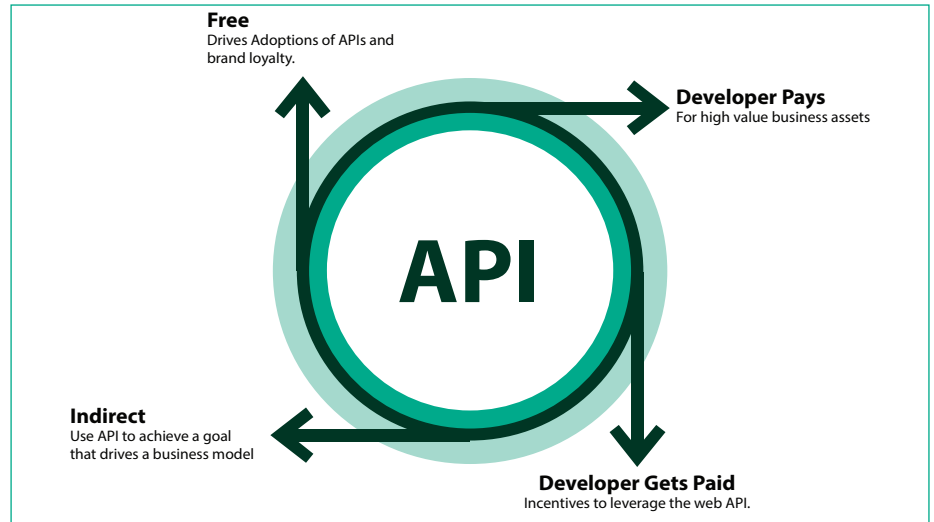 Free
Drives Adoptions of APIs and
brand loyalty.
Developer Pays
For high value business assets
API
Indirect
Use API to achieve a goal
that drives a business model
Developer Gets Paid
Incentives to leverage the web API.